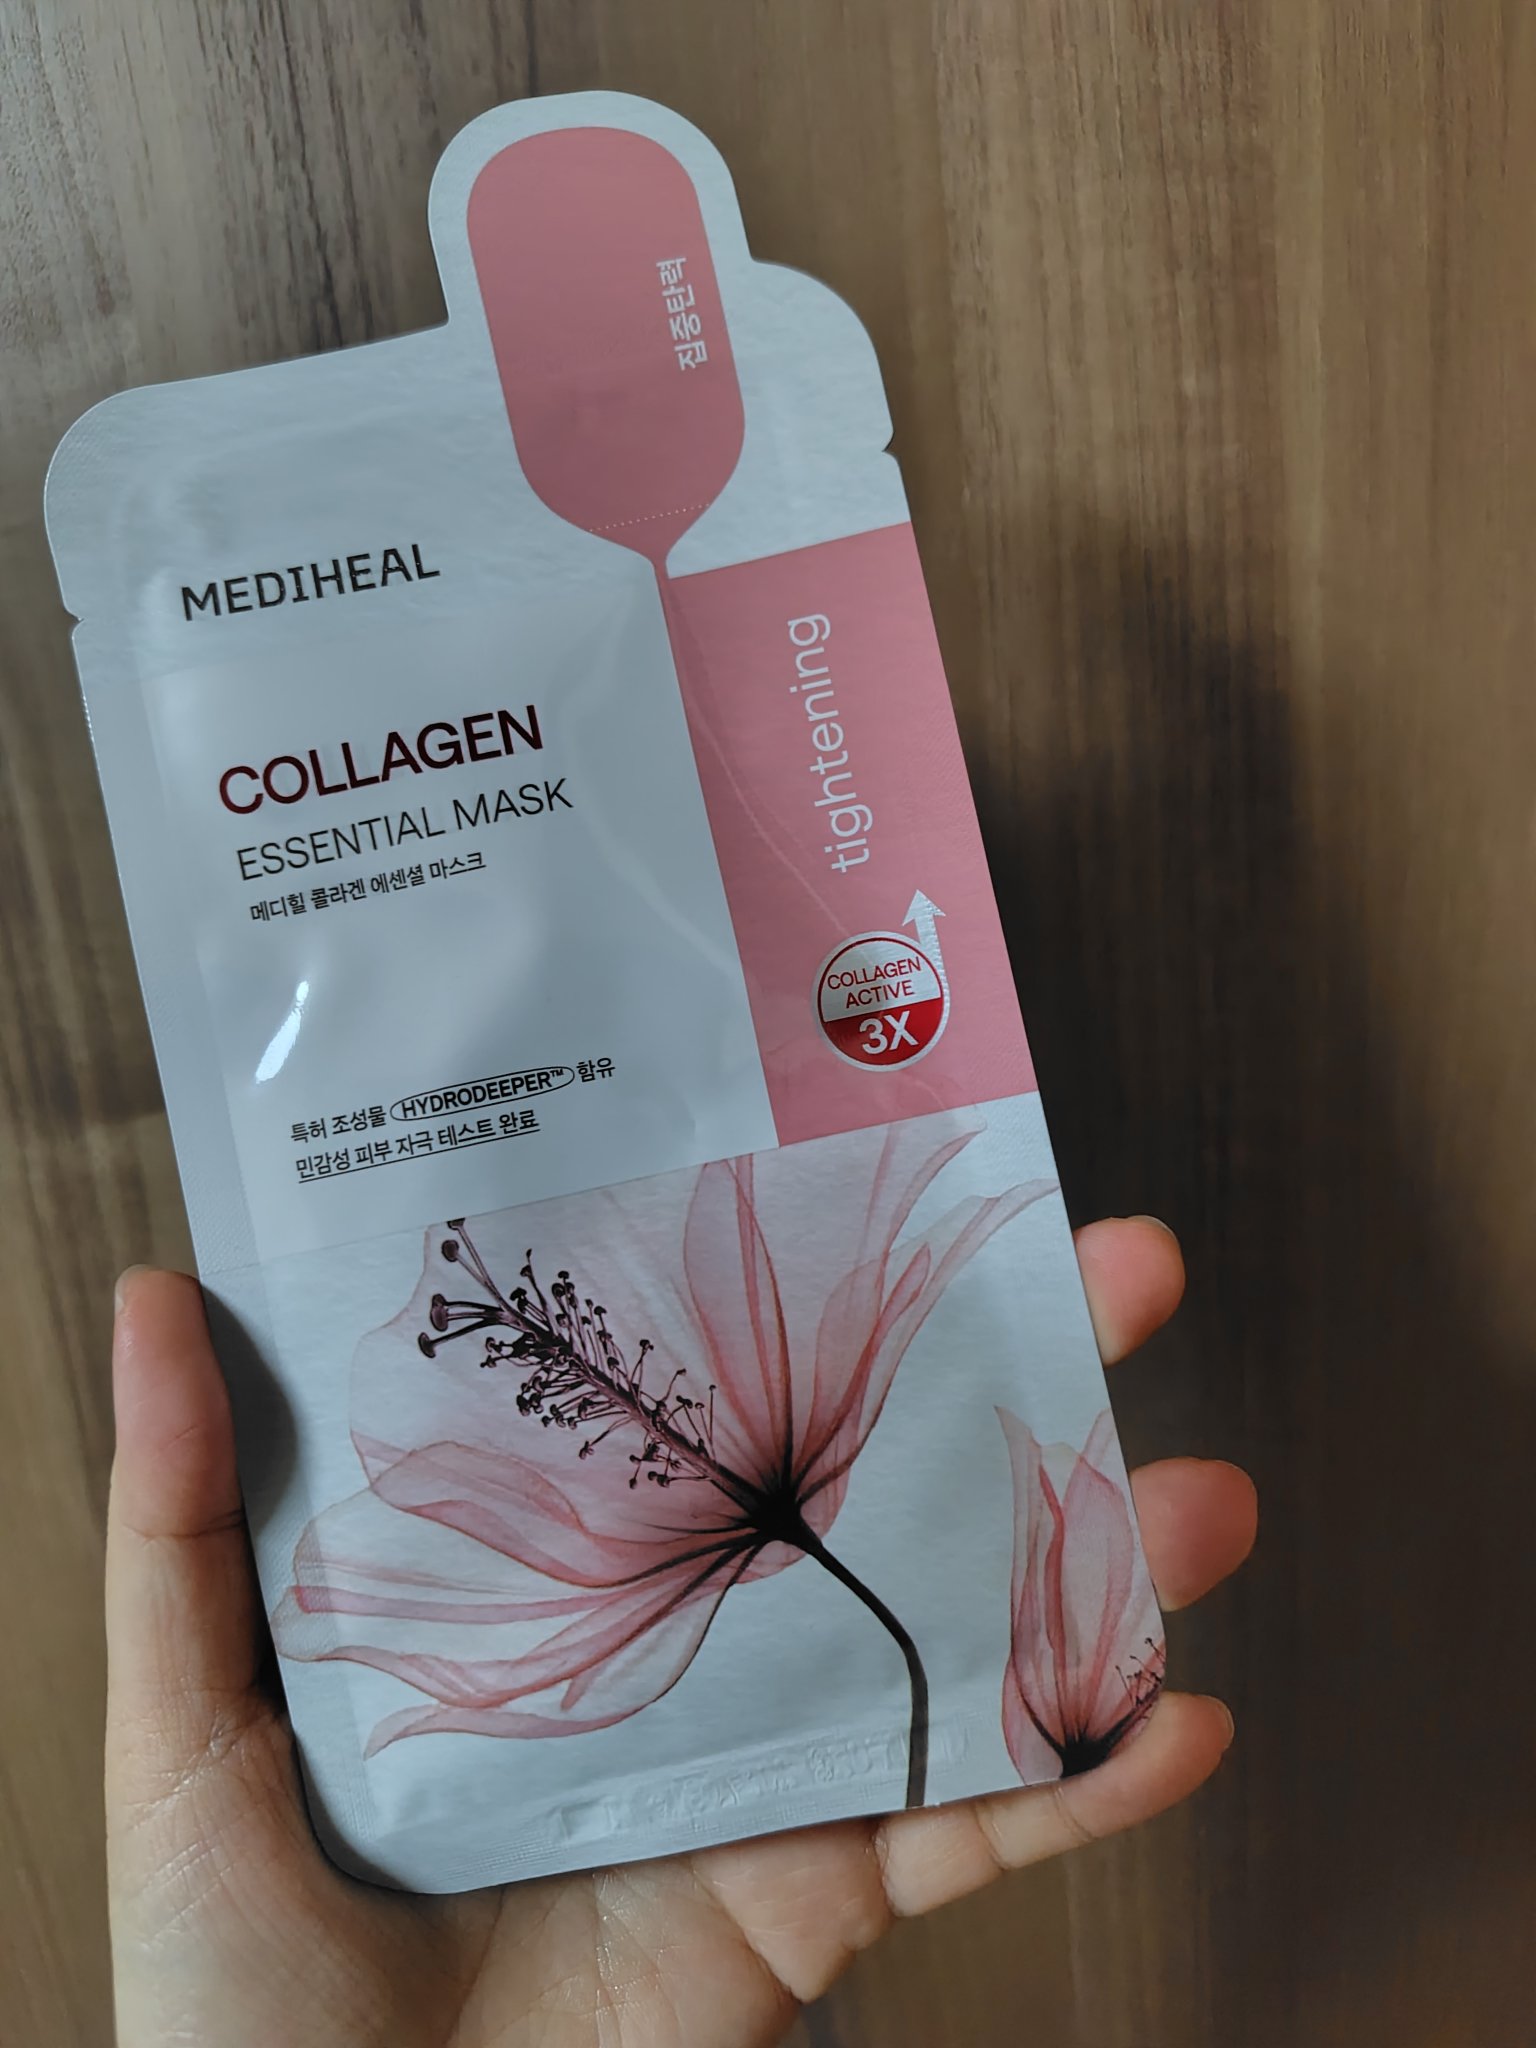 집중탄력
MEDIHEAL
tightening
COLLAGEN
ESSENTIAL MASK
메디힐 콜라겐 에센셜 마스크
COLLAGEN
ACTIVE
3X
특허 조성물 HYDRODEEPER™ 함유
민감성 피부 자극 테스트 완료